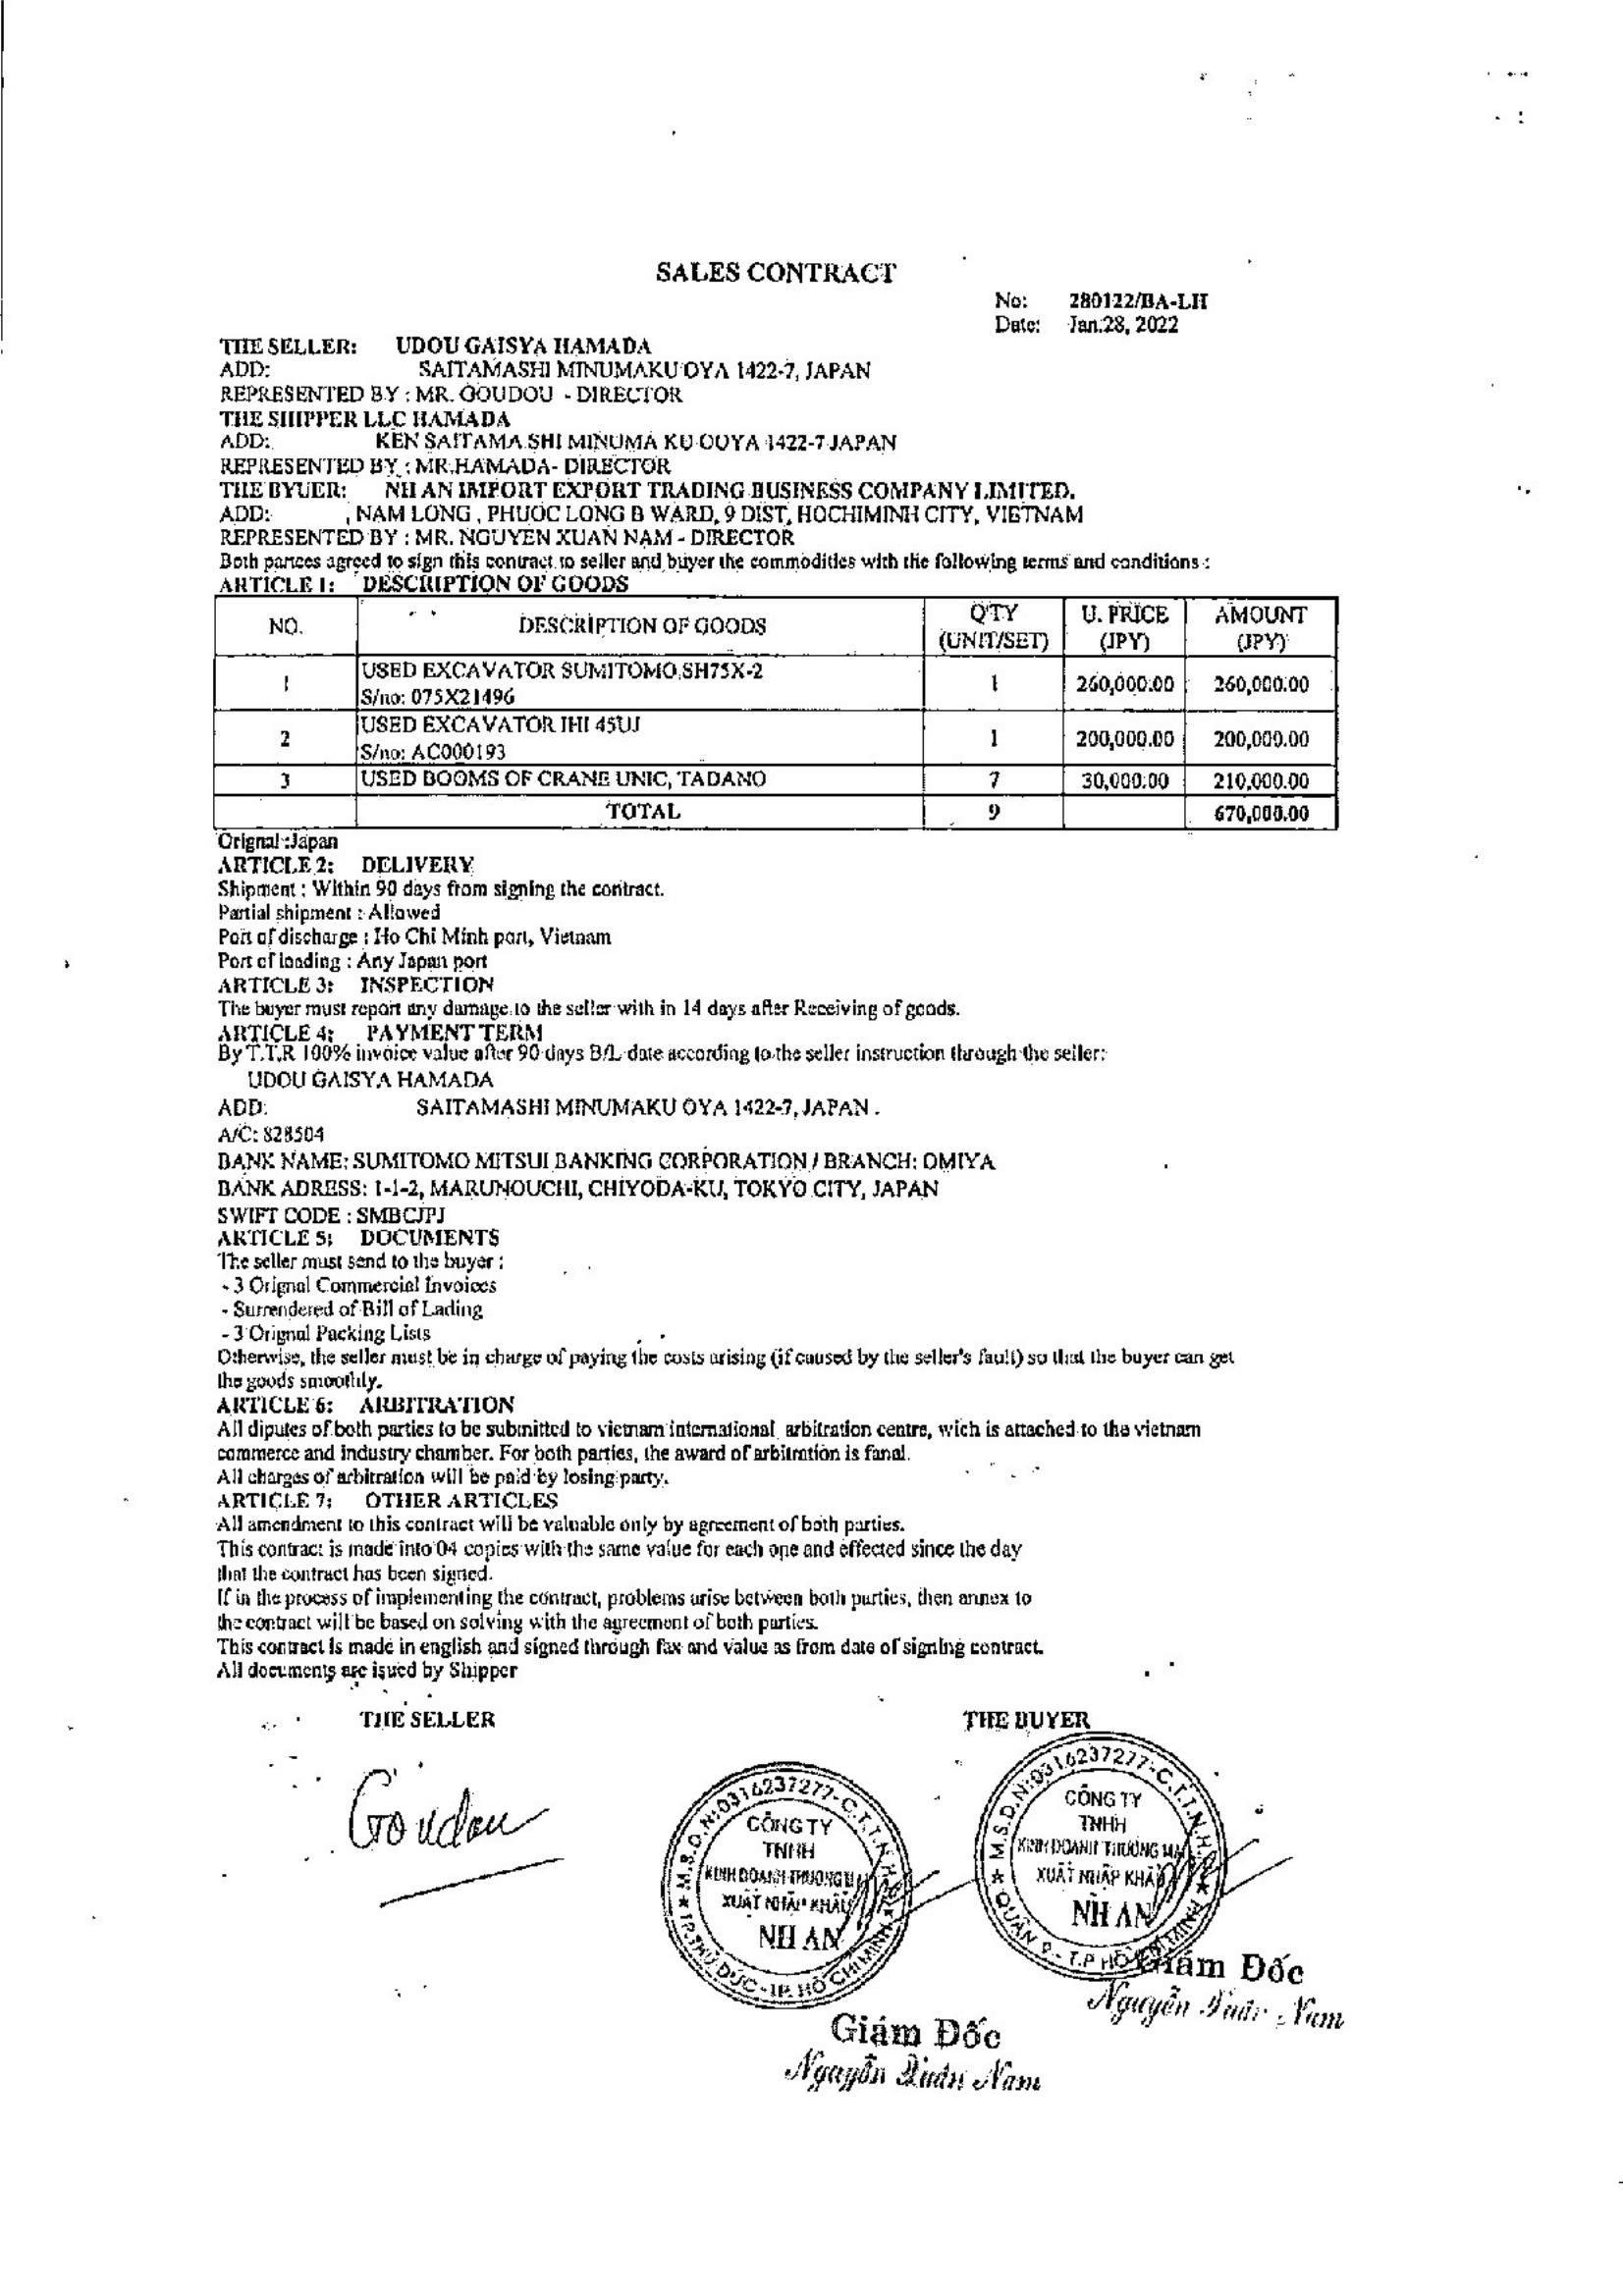 SALES CONTRACT
No: 280122/BA-LH
Date: Jan.28, 2022
THE SELLER: UDOU GAISYA HAMADA
ADD: SAITAMASHI MINUMAKU OYA 1422-7, JAPAN
REPRESENTED BY : MR. GOUDOU - DIRECTOR
THE SHIPPER LLC HAMADA
ADD: KEN SAITAMA SHI MINUMA KU OOYA 1422-7 JAPAN
REPRESENTED BY : MR.HAMADA- DIRECTOR
THE BYUER: NH AN IMPORT EXPORT TRADING BUSINESS COMPANY LIMITED.
ADD: , NAM LONG , PHUOC LONG B WARD, 9 DIST, HOCHIMINH CITY, VIETNAM
REPRESENTED BY : MR. NGUYEN XUAN NAM - DIRECTOR
Both parties agreed to sign this contract to seller and buyer the commodities with the following terms and conditions :
ARTICLE 1: DESCRIPTION OF GOODS
NO. DESCRIPTION OF GOODS Q'TY (UNIT/SET) U. PRICE (JPY) AMOUNT (JPY)
1 USED EXCAVATOR SUMITOMO SH75X-2 1 260,000.00 260,000.00
S/no: 075X21496
2 USED EXCAVATOR IHI 45UJ 1 200,000.00 200,000.00
S/no: AC000193
3 USED BOOMS OF CRANE UNIC, TADANO 7 30,000.00 210,000.00
TOTAL 9 670,000.00
Orignal :Japan
ARTICLE 2: DELIVERY
Shipment : Within 90 days from signing the contract.
Partial shipment : Allowed
Port of discharge : Ho Chi Minh port, Vietnam
Port of loading : Any Japan port
ARTICLE 3: INSPECTION
The buyer must report any damage to the seller with in 14 days after Receiving of goods.
ARTICLE 4: PAYMENT TERM
By T.T.R 100% invoice value after 90 days B/L date according to the seller instruction through the seller:
UDOU GAISYA HAMADA
ADD: SAITAMASHI MINUMAKU OYA 1422-7, JAPAN .
A/C: 828504
BANK NAME: SUMITOMO MITSUI BANKING CORPORATION / BRANCH: OMIYA
BANK ADRESS: 1-1-2, MARUNOUCHI, CHIYODA-KU, TOKYO CITY, JAPAN
SWIFT CODE : SMBCJPJ
ARTICLE 5: DOCUMENTS
The seller must send to the buyer :
- 3 Orignal Commercial Invoices
- Surrendered of Bill of Lading
- 3 Orignal Packing Lists
Otherwise, the seller must be in charge of paying the costs arising (if caused by the seller's fault) so that the buyer can get
the goods smoothly.
ARTICLE 6: ARBITRATION
All diputes of both parties to be submitted to vietnam international arbitration centre, wich is attached to the vietnam
commerce and industry chamber. For both parties, the award of arbitration is fanal.
All charges of arbitration will be paid by losing party.
ARTICLE 7: OTHER ARTICLES
All amendment to this contract will be valuable only by agreement of both parties.
This contract is made into 04 copies with the same value for each one and effected since the day
that the contract has been signed.
If in the process of implementing the contract, problems arise between both parties, then annex to
the contract will be based on solving with the agreement of both parties.
This contract is made in english and signed through fax and value as from date of signing contract.
All documents are isued by Shipper
THE SELLER THE BUYER
Goudou
M.S.D.N:0316237277-C.T.T.N.H.H
CÔNG TY
TNHH
KINH DOANH THƯƠNG MẠI
XUẤT NHẬP KHẨU
NH AN
TP.THỦ ĐỨC - TP. HỒ CHÍ MINH
Giám Đốc
Nguyễn Xuân Nam
M.S.D.N:0316237277-C.T.T.N.H.H
CÔNG TY
TNHH
KINH DOANH THƯƠNG MẠI
XUẤT NHẬP KHẨU
NH AN
QUẬN 9 - T.P HỒ CHÍ MINH
Giám Đốc
Nguyễn Xuân Nam